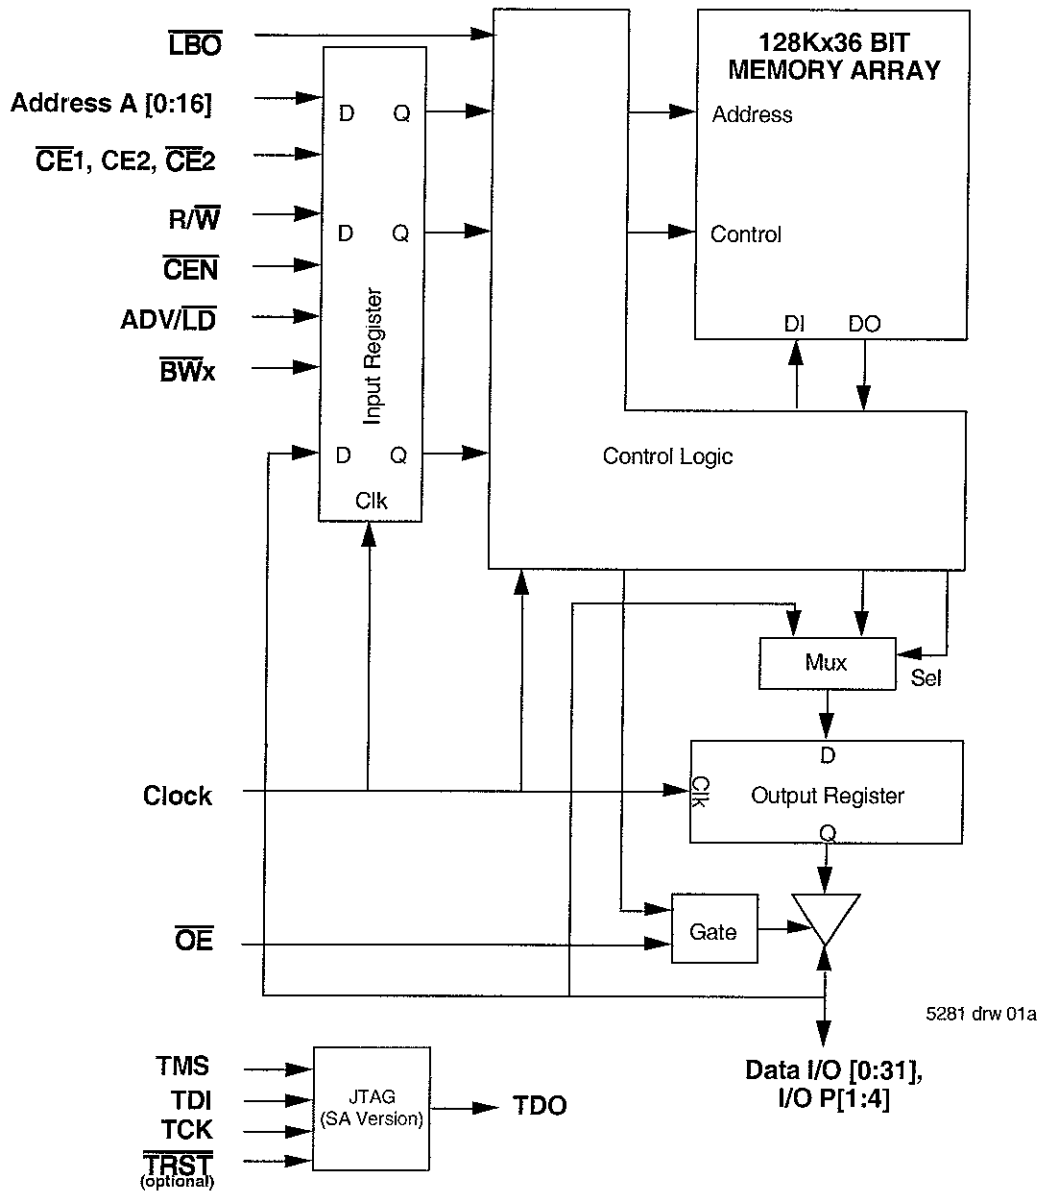 LBO
128Kx36 BIT
MEMORY ARRAY
Address A [0:16]
D Q
Address
CE1, CE2, CE2
R/W
D Q
Control
CEN
ADV/LD
Input Register
DI DO
BWx
D Q
Control Logic
Clk
Mux
Sel
D
Clock
Clk
Output Register
Q
OE
Gate
5281 drw 01a
Data I/O [0:31],
I/O P[1:4]
TMS
TDI
TCK
TRST
(optional)
JTAG
(SA Version)
TDO